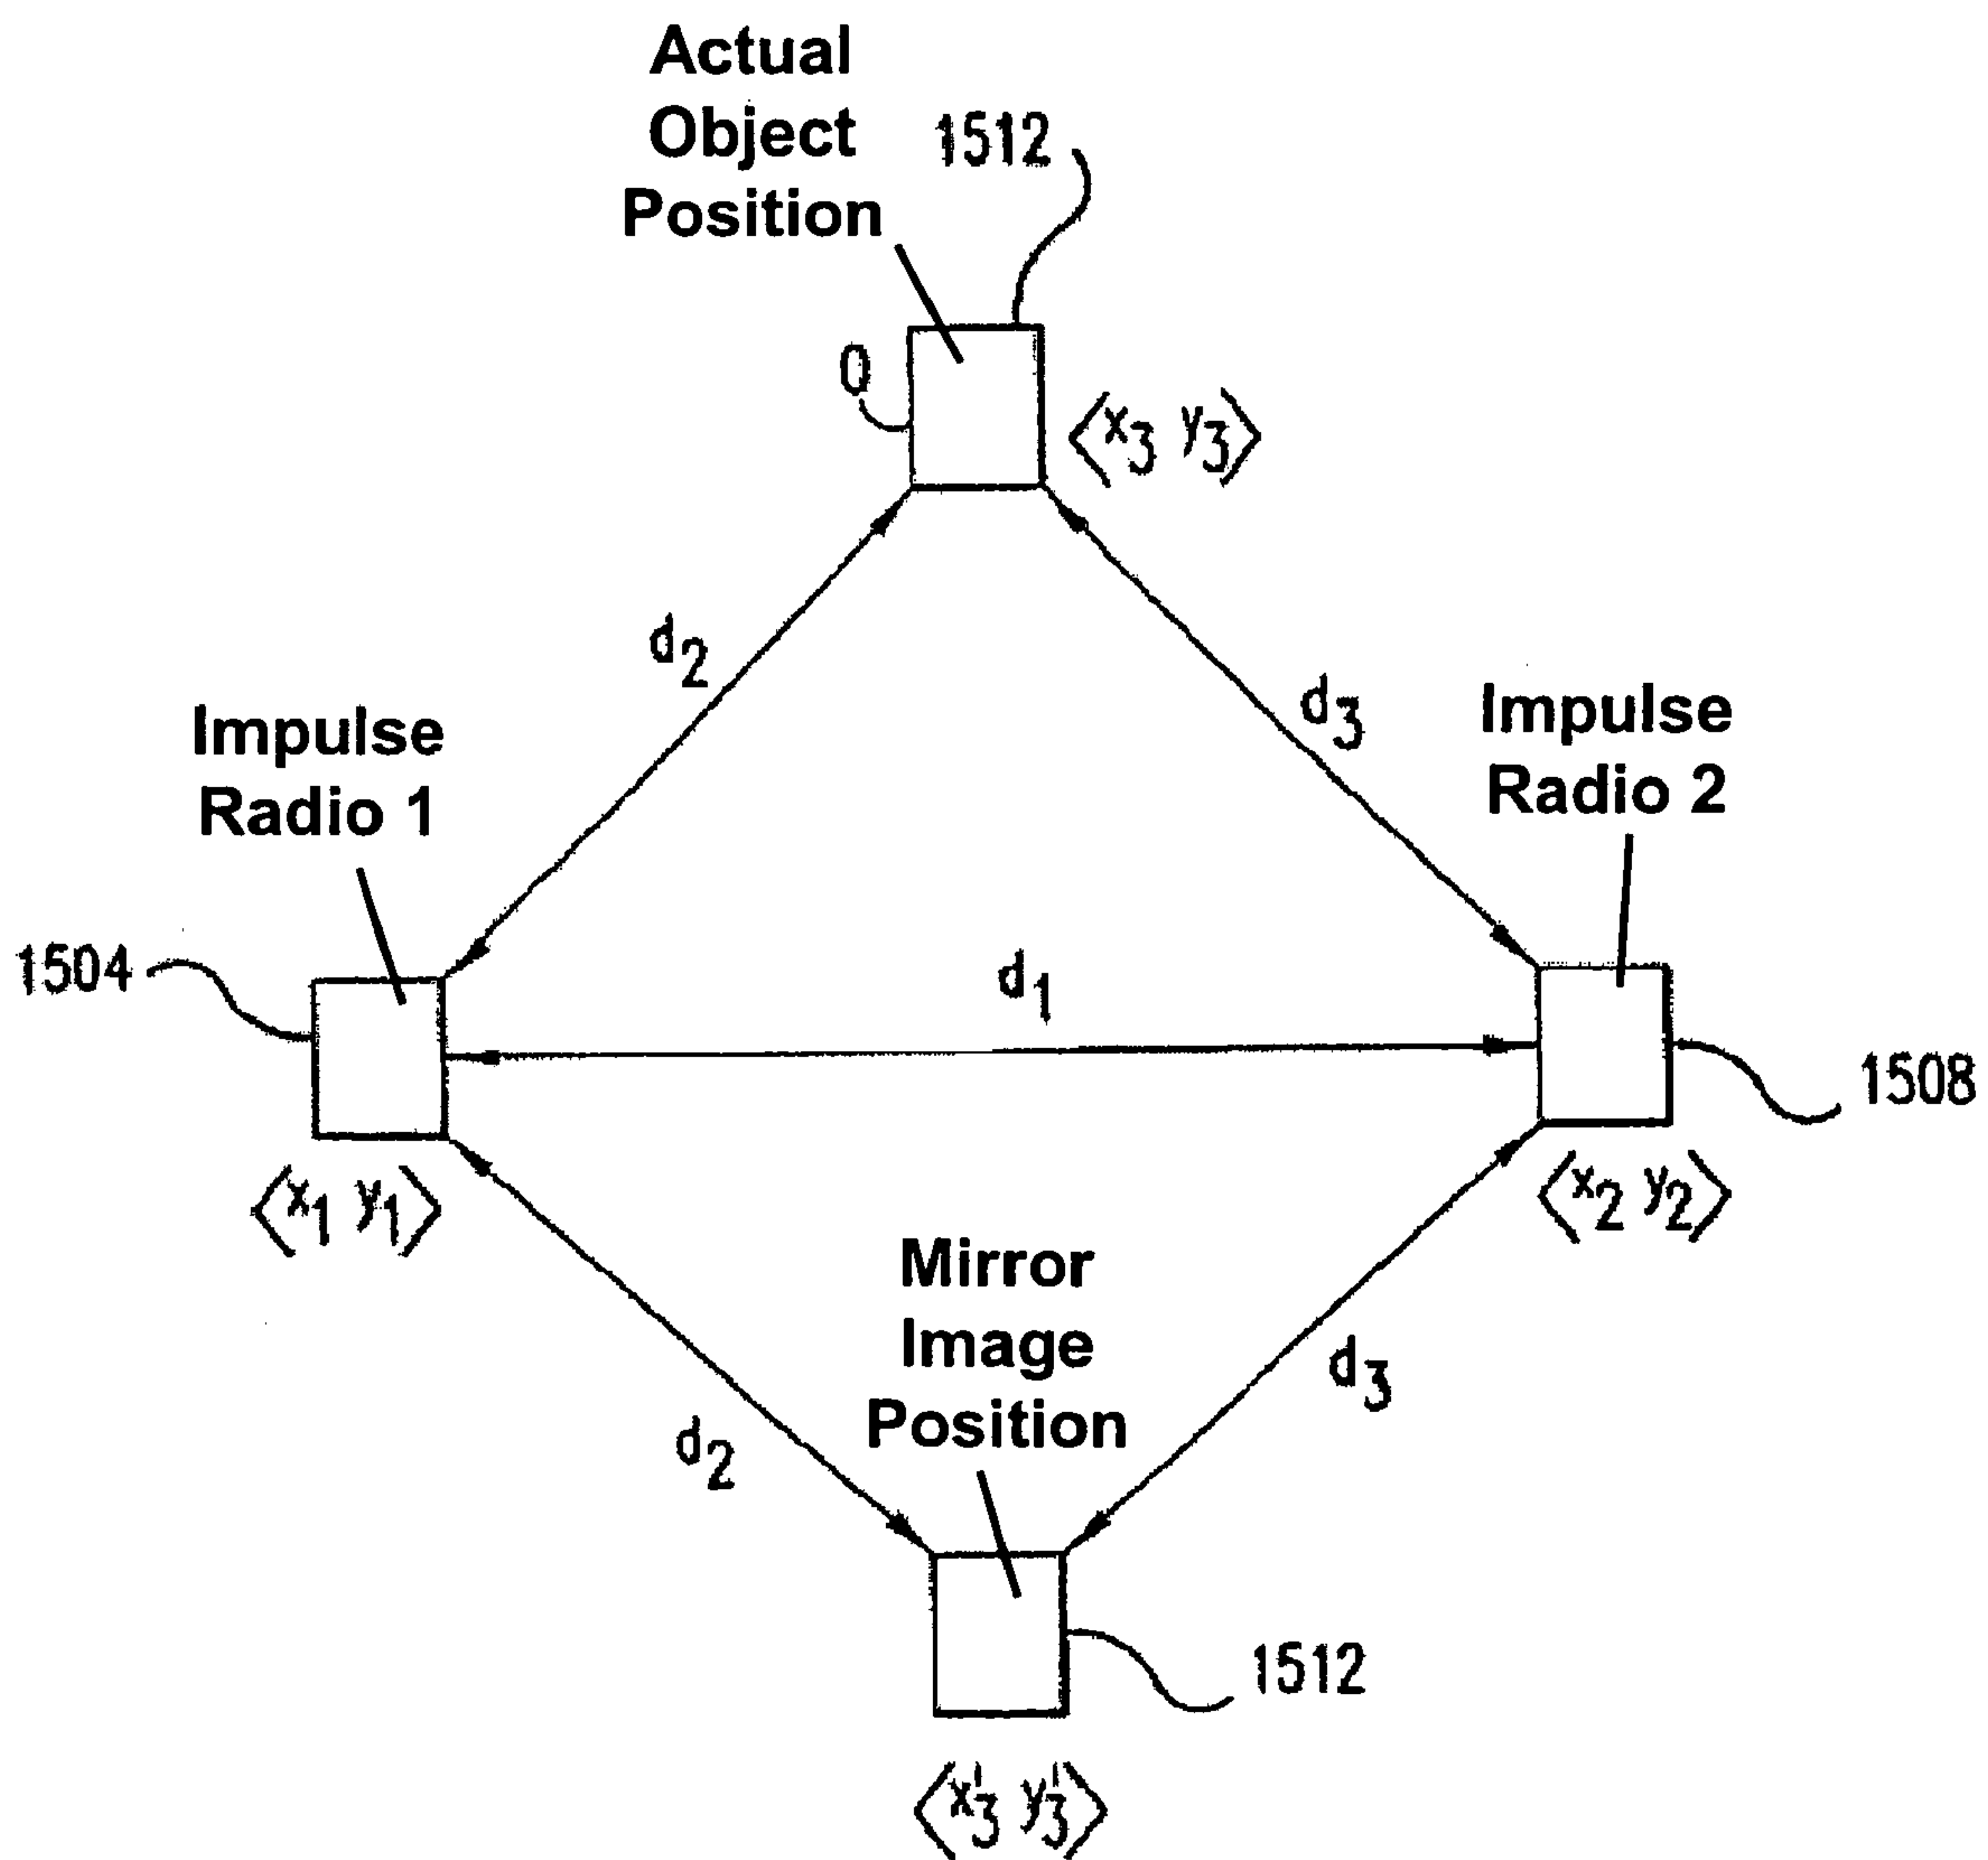 Actual
Object
Position
1512
0
⟨x3 y3⟩
d2
d3
Impulse
Radio 1
Impulse
Radio 2
1504
d1
1508
⟨x1 y1⟩
⟨x2 y2⟩
Mirror
Image
Position
d2
d3
1512
⟨x'3 y'3⟩